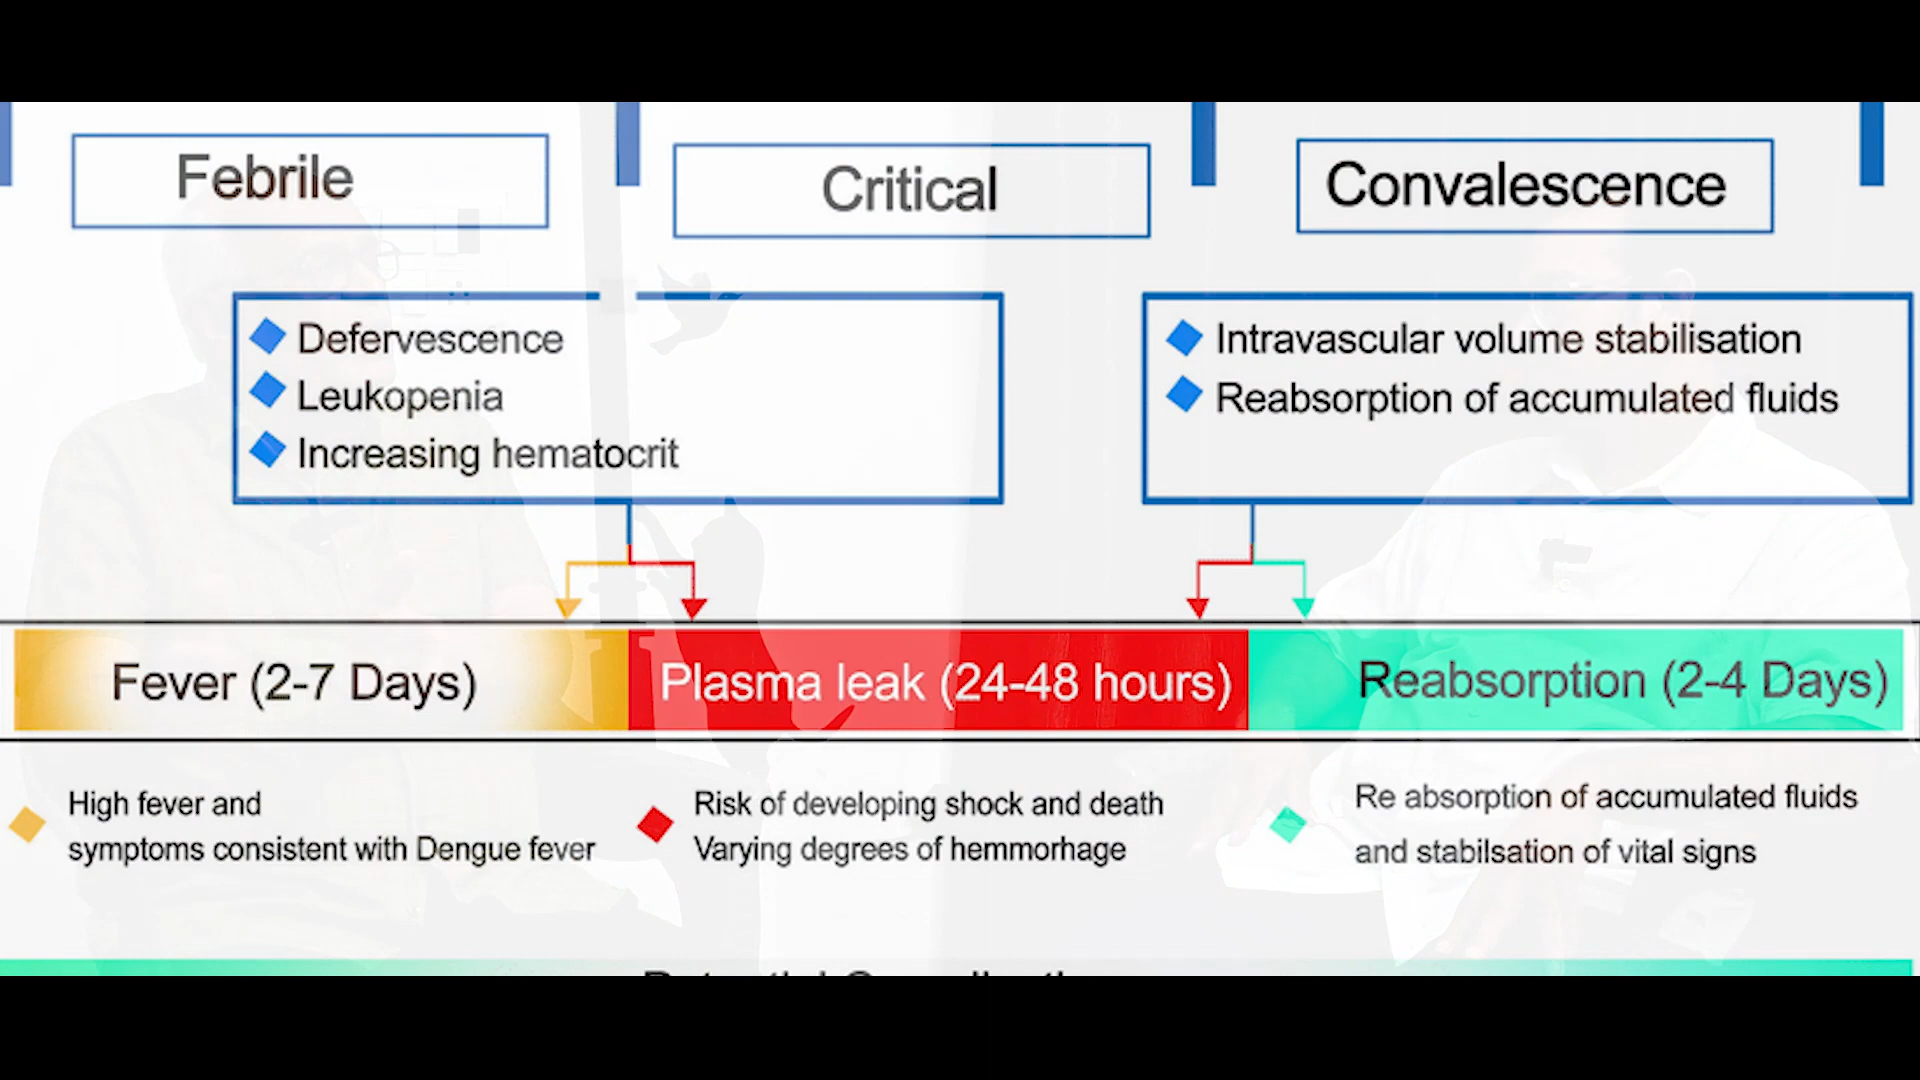 Febrile
Critical
Convalescence
Defervescence
Leukopenia
Increasing hematocrit
Intravascular volume stabilisation
Reabsorption of accumulated fluids
Fever (2-7 Days)
Plasma leak (24-48 hours)
Reabsorption (2-4 Days)
High fever and
symptoms consistent with Dengue fever
Risk of developing shock and death
Varying degrees of hemmorhage
Re absorption of accumulated fluids
and stabilsation of vital signs